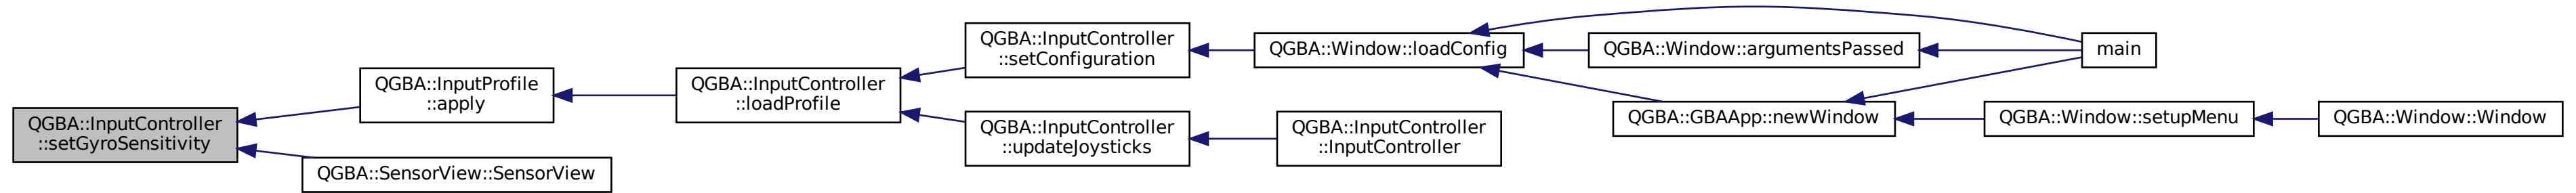 QGBA::InputController
::setGyroSensitivity
QGBA::InputProfile
::apply
QGBA::SensorView::SensorView
QGBA::InputController
::loadProfile
QGBA::InputController
::setConfiguration
QGBA::InputController
::updateJoysticks
QGBA::Window::loadConfig
QGBA::InputController
::InputController
QGBA::Window::argumentsPassed
QGBA::GBAApp::newWindow
main
QGBA::Window::setupMenu
QGBA::Window::Window